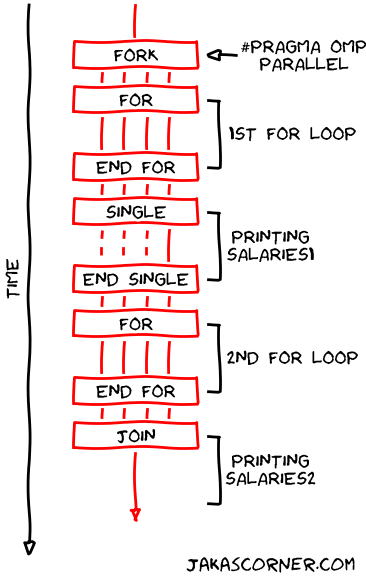 FORK
#PRAGMA OMP
PARALLEL
FOR
1ST FOR LOOP
END FOR
SINGLE
PRINTING
SALARIES1
END SINGLE
TIME
FOR
2ND FOR LOOP
END FOR
JOIN
PRINTING
SALARIES2
JAKASCORNER.COM